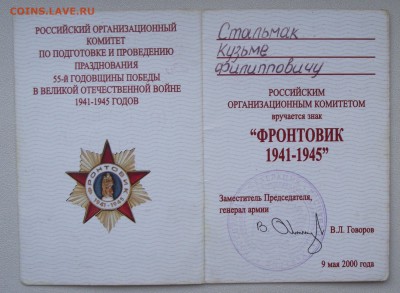 COINS.LAVE.RU
РОССИЙСКИЙ ОРГАНИЗАЦИОННЫЙ
КОМИТЕТ
ПО ПОДГОТОВКЕ И ПРОВЕДЕНИЮ
ПРАЗДНОВАНИЯ
55-й ГОДОВЩИНЫ ПОБЕДЫ
В ВЕЛИКОЙ ОТЕЧЕСТВЕННОЙ ВОЙНЕ
1941-1945 ГОДОВ
ФРОНТОВИК
1941-1945
Стальмак
Кузьме
Филипповичу
РОССИЙСКИМ
ОРГАНИЗАЦИОННЫМ КОМИТЕТОМ
вручается знак
"ФРОНТОВИК
1941-1945"
Заместитель Председателя,
генерал армии
В.Л. Говоров
9 мая 2000 года